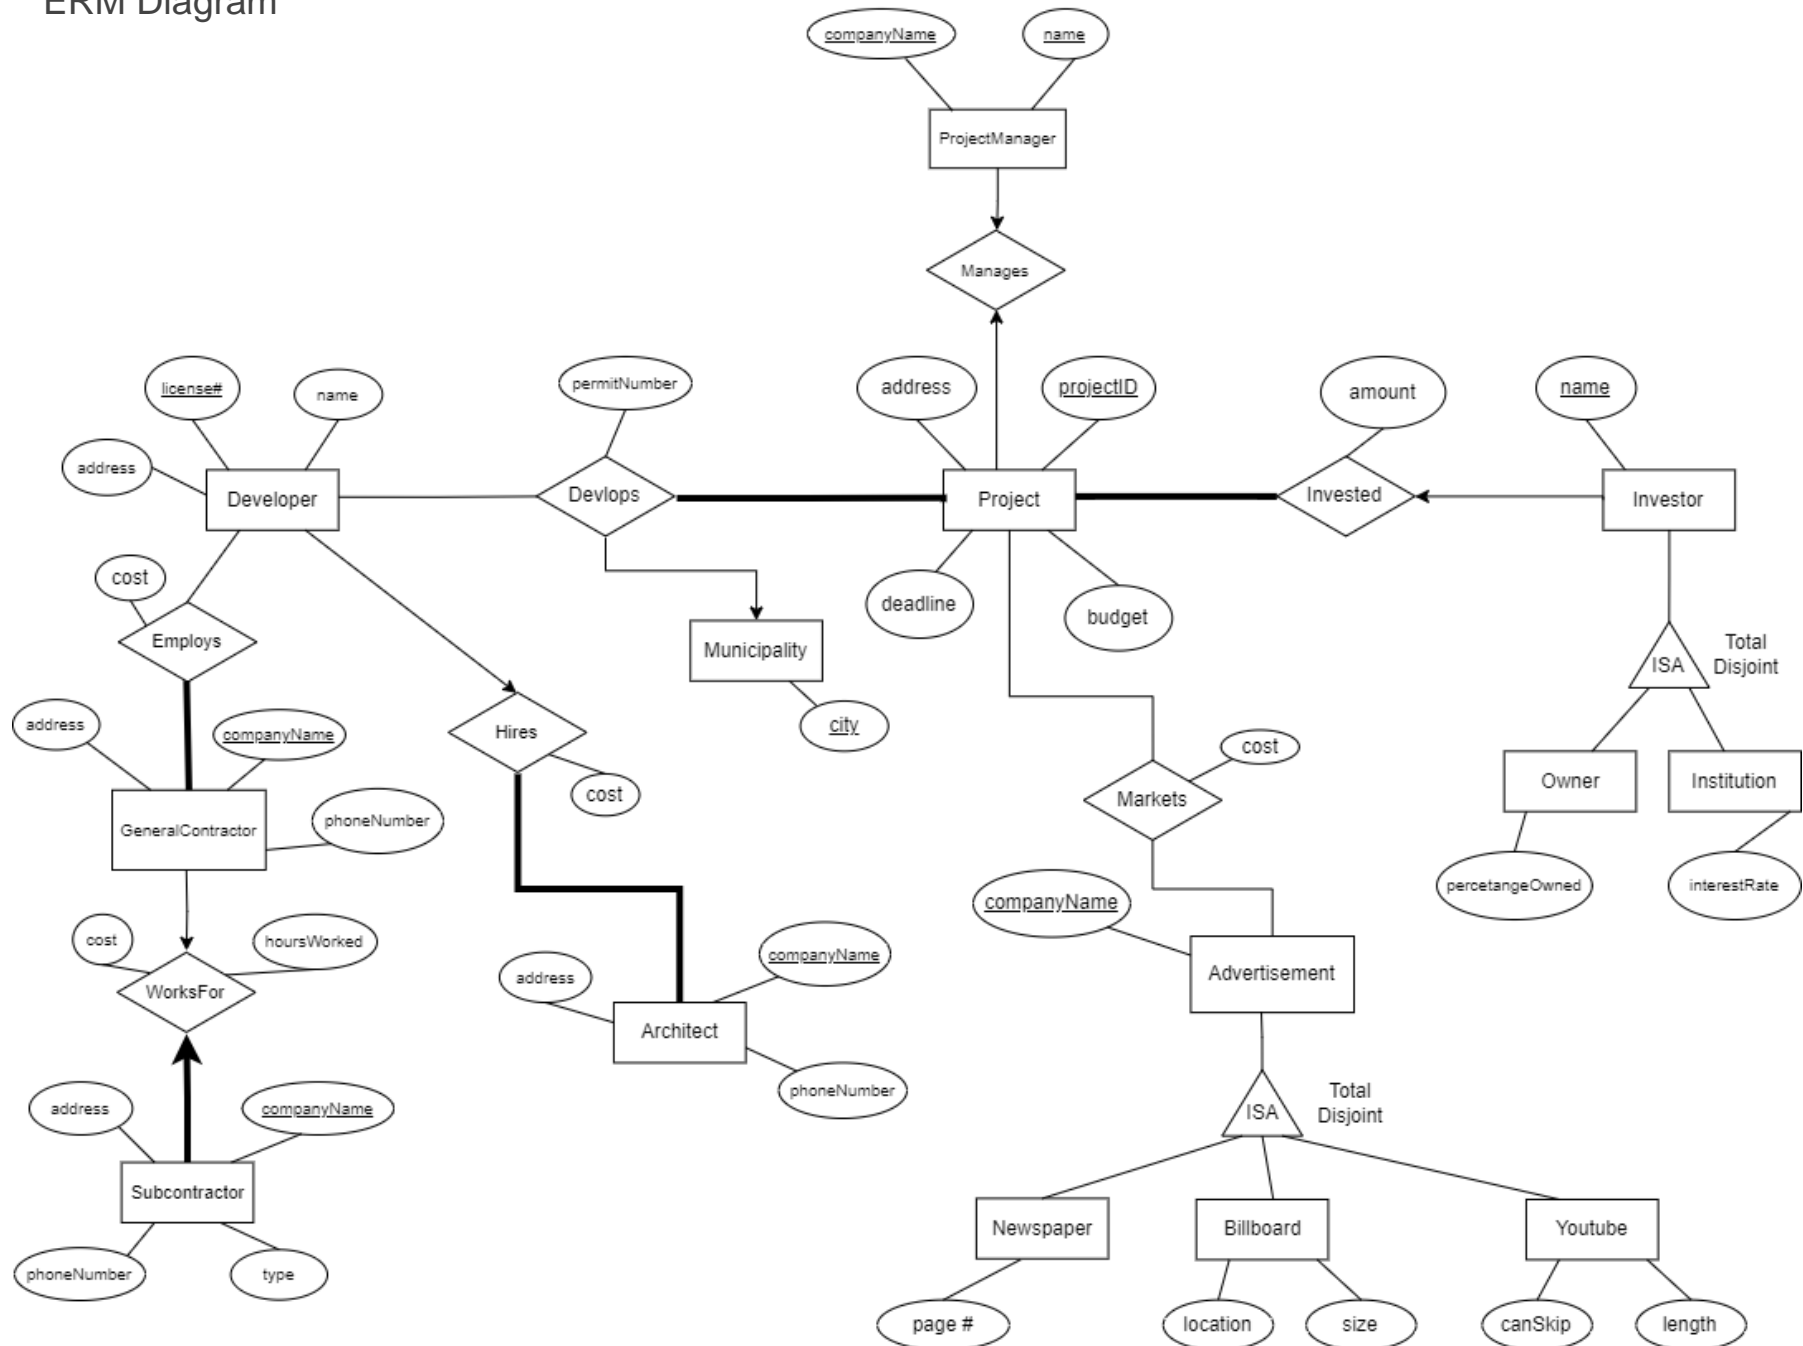 ERM Diagram
companyName
name
ProjectManager
Manages
license#
name
address
Developer
permitNumber
Devlops
address
projectID
Project
deadline
budget
amount
Invested
name
Investor
cost
Employs
Municipality
city
ISA
Total
Disjoint
address
companyName
GeneralContractor
phoneNumber
Hires
cost
cost
Markets
Owner
Institution
percetangeOwned
interestRate
cost
hoursWorked
WorksFor
address
companyName
Architect
phoneNumber
companyName
Advertisement
ISA
Total
Disjoint
address
companyName
Subcontractor
phoneNumber
type
Newspaper
Billboard
Youtube
page #
location
size
canSkip
length